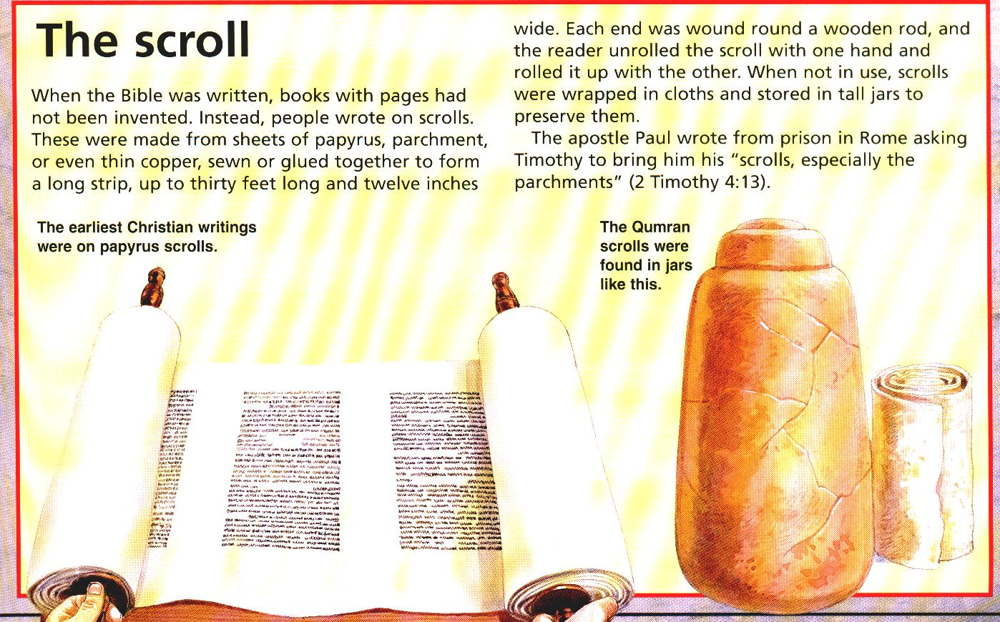 The scroll
When the Bible was written, books with pages had
not been invented. Instead, people wrote on scrolls.
These were made from sheets of papyrus, parchment,
or even thin copper, sewn or glued together to form
a long strip, up to thirty feet long and twelve inches
wide. Each end was wound round a wooden rod, and
the reader unrolled the scroll with one hand and
rolled it up with the other. When not in use, scrolls
were wrapped in cloths and stored in tall jars to
preserve them.
The apostle Paul wrote from prison in Rome asking
Timothy to bring him his “scrolls, especially the
parchments” (2 Timothy 4:13).
The earliest Christian writings
were on papyrus scrolls.
The Qumran
scrolls were
found in jars
like this.